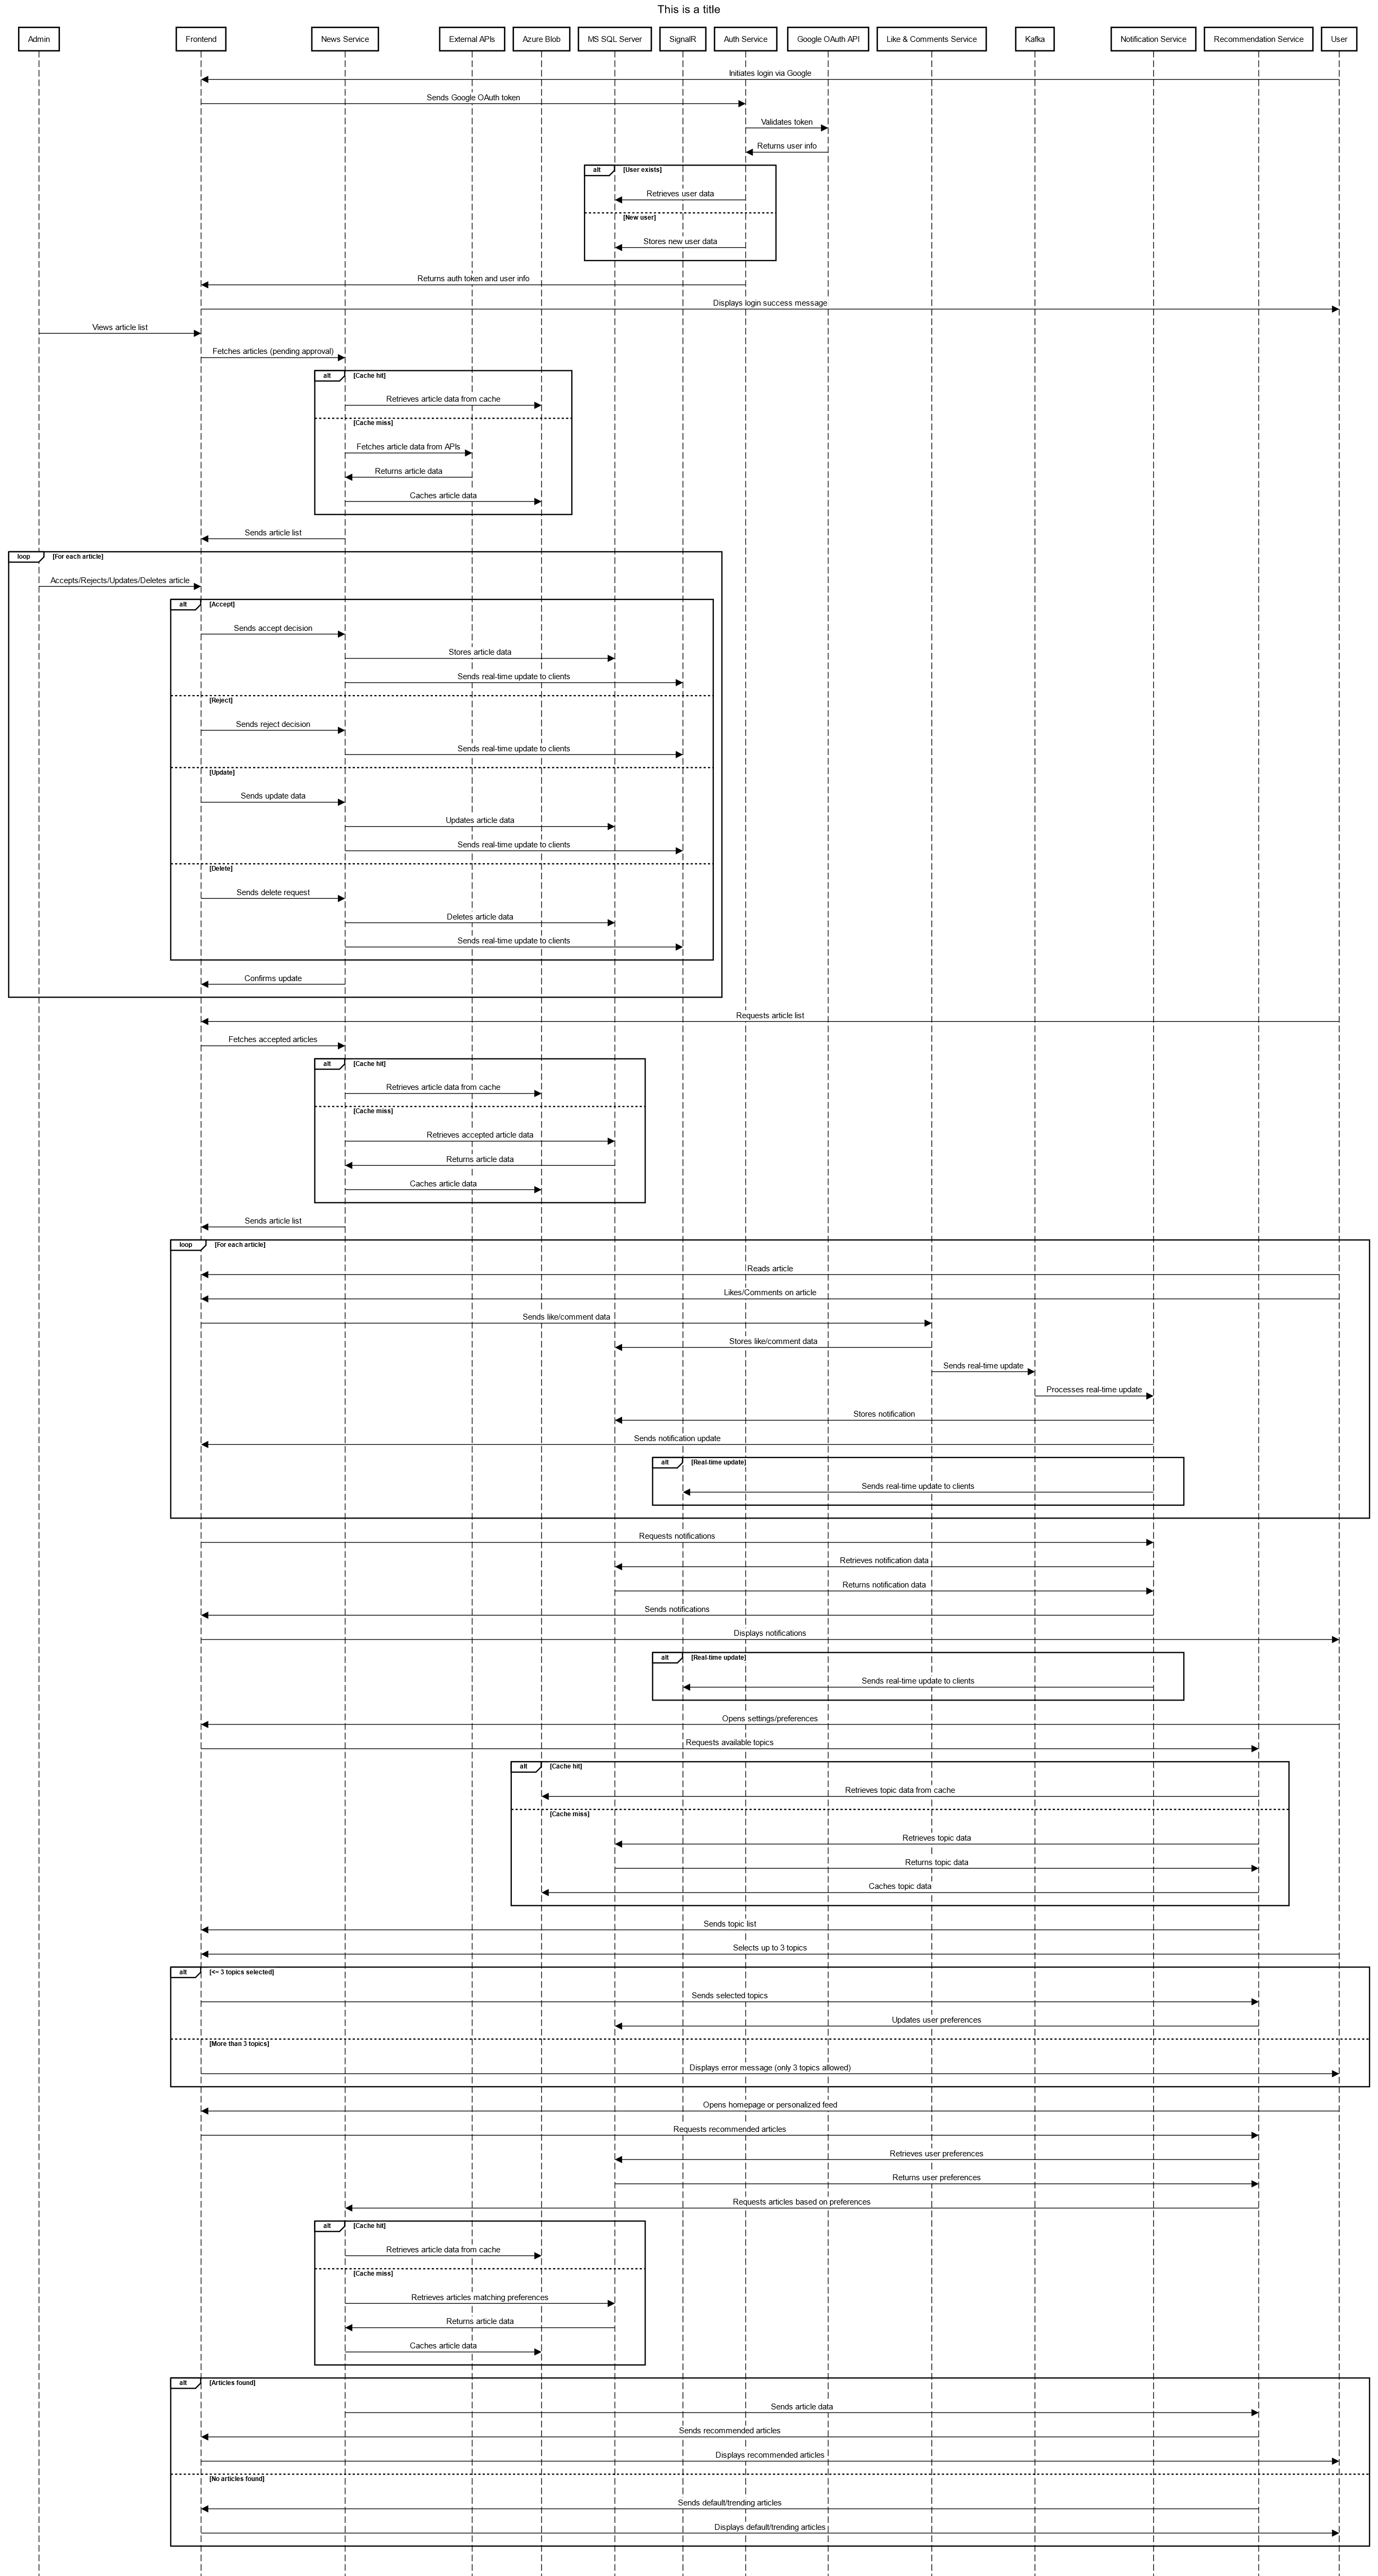 This is a title
Admin
Frontend
News Service
External APIs
Azure Blob
MS SQL Server
SignalR
Auth Service
Google OAuth API
Like & Comments Service
Kafka
Notification Service
Recommendation Service
User
Initiates login via Google
Sends Google OAuth token
Validates token
Returns user info
alt
[User exists]
Retrieves user data
[New user]
Stores new user data
Returns auth token and user info
Displays login success message
Views article list
Fetches articles (pending approval)
alt
[Cache hit]
Retrieves article data from cache
[Cache miss]
Fetches article data from APIs
Returns article data
Caches article data
Sends article list
loop
[For each article]
Accepts/Rejects/Updates/Deletes article
alt
[Accept]
Sends accept decision
Stores article data
Sends real-time update to clients
[Reject]
Sends reject decision
Sends real-time update to clients
[Update]
Sends update data
Updates article data
Sends real-time update to clients
[Delete]
Sends delete request
Deletes article data
Sends real-time update to clients
Confirms update
Requests article list
Fetches accepted articles
alt
[Cache hit]
Retrieves article data from cache
[Cache miss]
Retrieves accepted article data
Returns article data
Caches article data
Sends article list
loop
[For each article]
Reads article
Likes/Comments on article
Sends like/comment data
Stores like/comment data
Sends real-time update
Processes real-time update
Stores notification
Sends notification update
alt
[Real-time update]
Sends real-time update to clients
Requests notifications
Retrieves notification data
Returns notification data
Sends notifications
Displays notifications
alt
[Real-time update]
Sends real-time update to clients
Opens settings/preferences
Requests available topics
alt
[Cache hit]
Retrieves topic data from cache
[Cache miss]
Retrieves topic data
Returns topic data
Caches topic data
Sends topic list
Selects up to 3 topics
alt
[<= 3 topics selected]
Sends selected topics
Updates user preferences
[More than 3 topics]
Displays error message (only 3 topics allowed)
Opens homepage or personalized feed
Requests recommended articles
Retrieves user preferences
Returns user preferences
Requests articles based on preferences
alt
[Cache hit]
Retrieves article data from cache
[Cache miss]
Retrieves articles matching preferences
Returns article data
Caches article data
alt
[Articles found]
Sends article data
Sends recommended articles
Displays recommended articles
[No articles found]
Sends default/trending articles
Displays default/trending articles